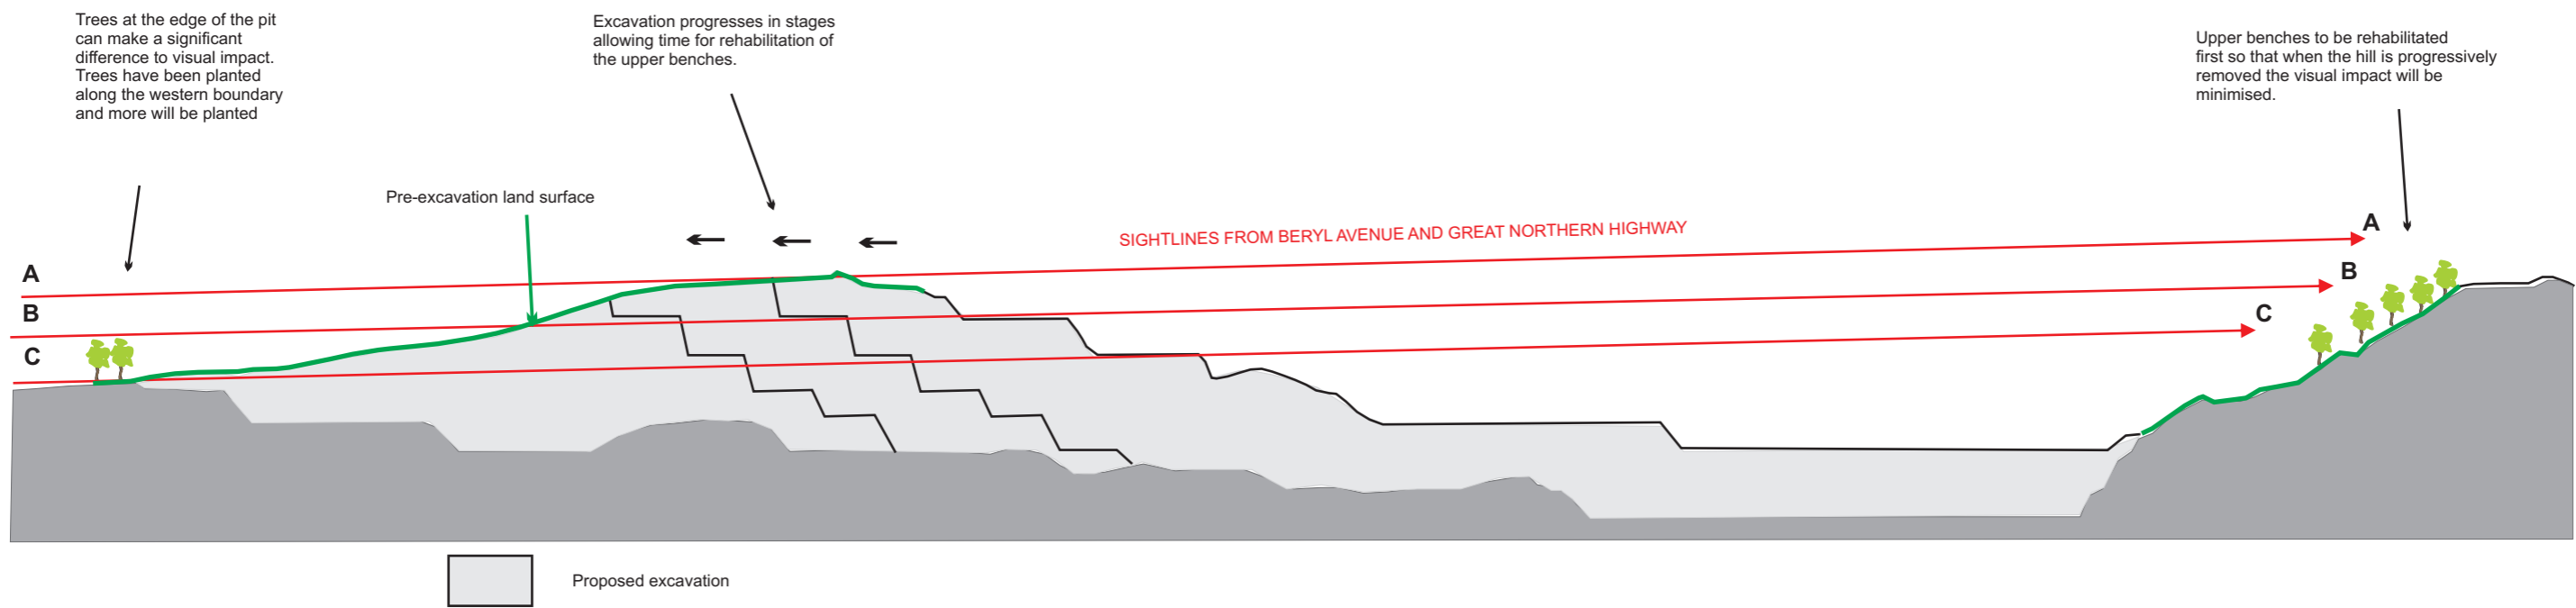 Trees at the edge of the pit
can make a significant
difference to visual impact.
Trees have been planted
along the western boundary
and more will be planted
Excavation progresses in stages
allowing time for rehabilitation of
the upper benches.
Upper benches to be rehabilitated
first so that when the hill is progressively
removed the visual impact will be
minimised.
Pre-excavation land surface
SIGHTLINES FROM BERYL AVENUE AND GREAT NORTHERN HIGHWAY
A
A
B
B
C
C
Proposed excavation